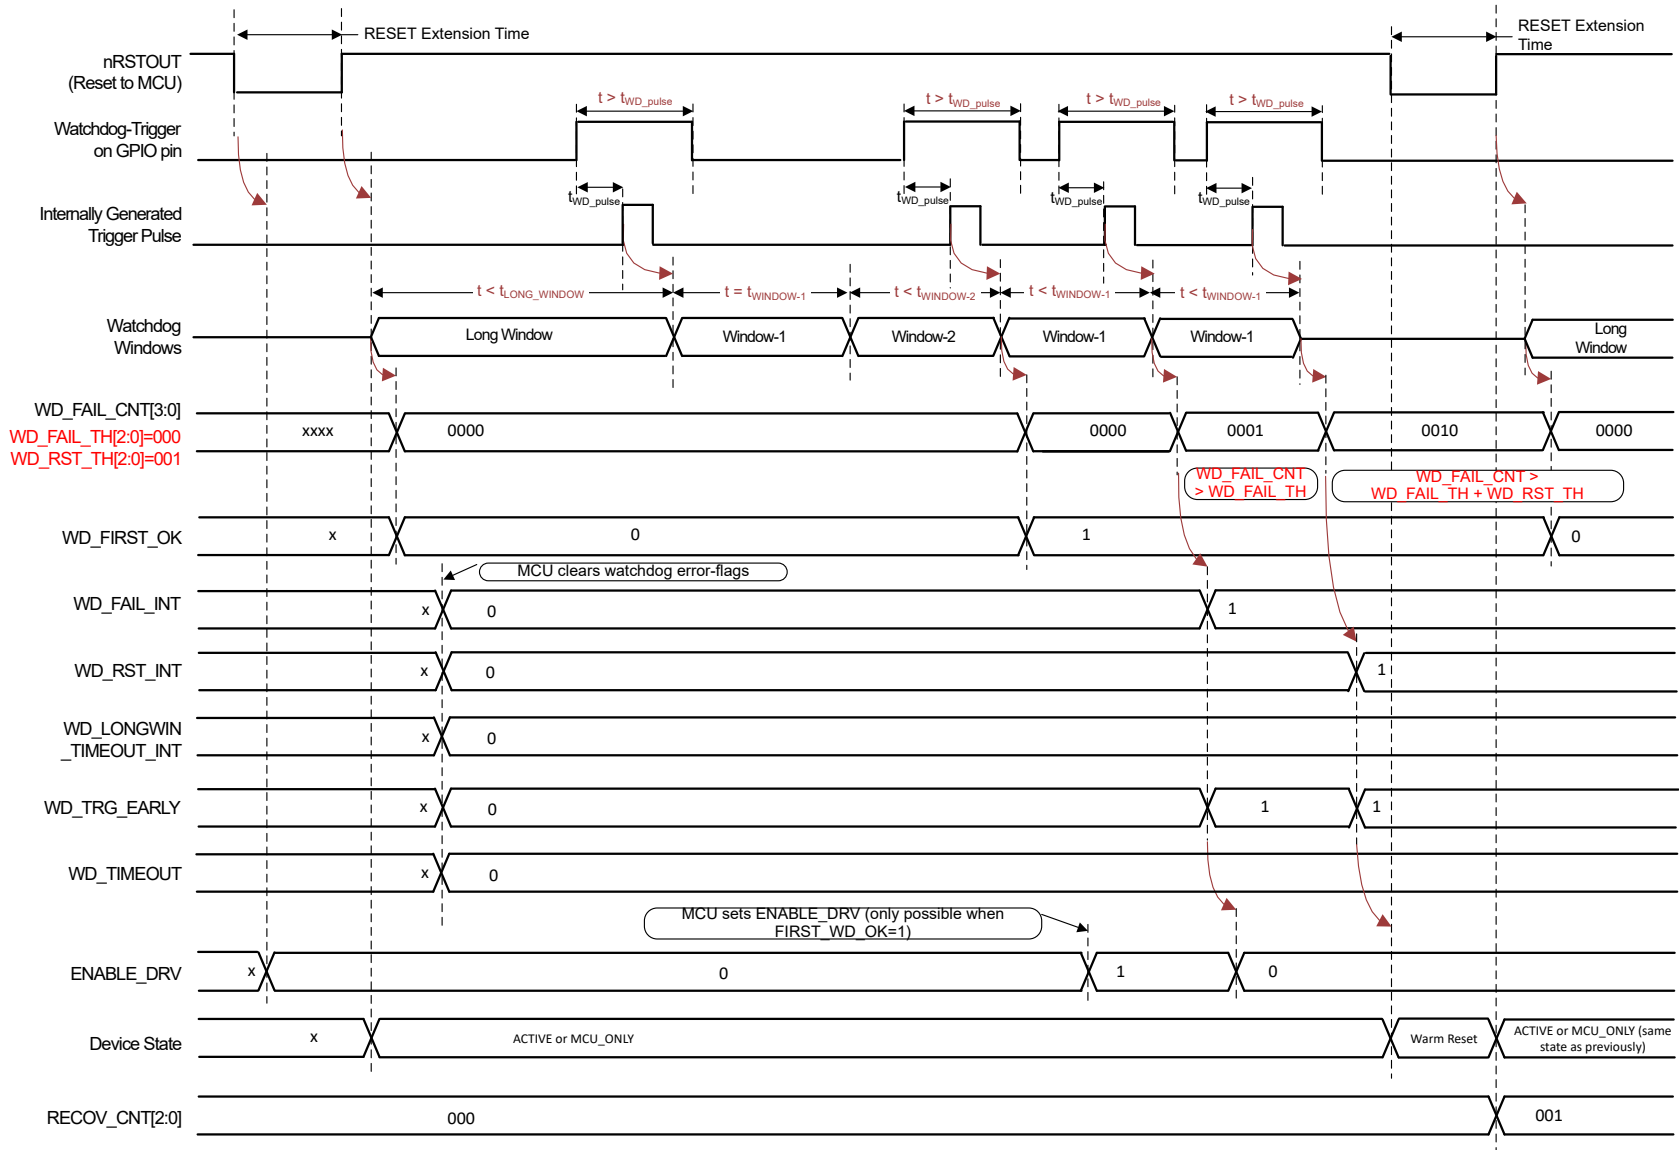 RESET Extension Time
RESET Extension
Time
nRSTOUT
(Reset to MCU)
t > tWD_pulse
t > tWD_pulse
t > tWD_pulse
t > tWD_pulse
Watchdog-Trigger
on GPIO pin
tWD_pulse
tWD_pulse
tWD_pulse
tWD_pulse
Internally Generated
Trigger Pulse
t < tLONG_WINDOW
t = tWINDOW-1
t < tWINDOW-2
t < tWINDOW-1
t < tWINDOW-1
Watchdog
Windows
Long Window
Window-1
Window-2
Window-1
Window-1
Long
Window
WD_FAIL_CNT[3:0]
WD_FAIL_TH[2:0]=000
WD_RST_TH[2:0]=001
xxxx
0000
0000
0001
0010
0000
WD_FAIL_CNT
> WD_FAIL_TH
WD_FAIL_CNT >
WD_FAIL_TH + WD_RST_TH
WD_FIRST_OK
x
0
1
0
MCU clears watchdog error-flags
WD_FAIL_INT
x
0
1
WD_RST_INT
x
0
1
WD_LONGWIN
_TIMEOUT_INT
x
0
WD_TRG_EARLY
x
0
1
1
WD_TIMEOUT
x
0
MCU sets ENABLE_DRV (only possible when
FIRST_WD_OK=1)
ENABLE_DRV
x
0
1
0
Device State
x
ACTIVE or MCU_ONLY
Warm Reset
ACTIVE or MCU_ONLY (same
state as previously)
RECOV_CNT[2:0]
000
001